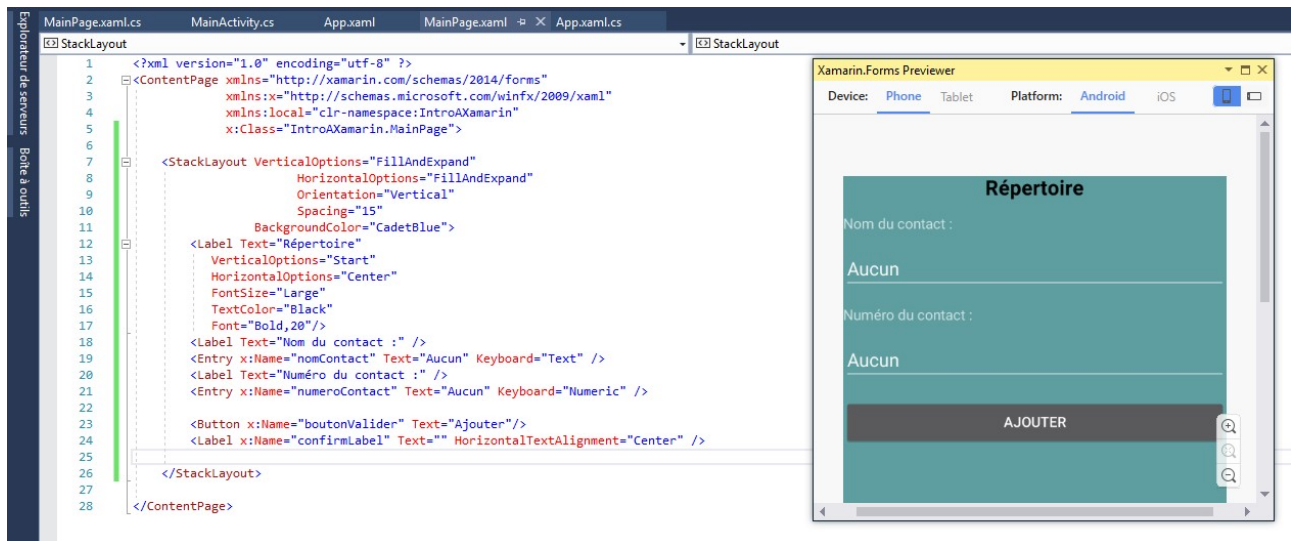 Explorateur de serveurs
Boîte à outils
MainPage.xaml.cs MainActivity.cs App.xaml MainPage.xaml App.xaml.cs
StackLayout StackLayout
1 <?xml version="1.0" encoding="utf-8" ?>
2 <ContentPage xmlns="http://xamarin.com/schemas/2014/forms"
3 xmlns:x="http://schemas.microsoft.com/winfx/2009/xaml"
4 xmlns:local="clr-namespace:IntroAXamarin"
5 x:Class="IntroAXamarin.MainPage">
6
7 <StackLayout VerticalOptions="FillAndExpand"
8 HorizontalOptions="FillAndExpand"
9 Orientation="Vertical"
10 Spacing="15"
11 BackgroundColor="CadetBlue">
12 <Label Text="Répertoire"
13 VerticalOptions="Start"
14 HorizontalOptions="Center"
15 FontSize="Large"
16 TextColor="Black"
17 Font="Bold,20"/>
18 <Label Text="Nom du contact :" />
19 <Entry x:Name="nomContact" Text="Aucun" Keyboard="Text" />
20 <Label Text="Numéro du contact :" />
21 <Entry x:Name="numeroContact" Text="Aucun" Keyboard="Numeric" />
22
23 <Button x:Name="boutonValider" Text="Ajouter"/>
24 <Label x:Name="confirmLabel" Text="" HorizontalTextAlignment="Center" />
25
26 </StackLayout>
27
28 </ContentPage>
Xamarin.Forms Previewer
Device: Phone Tablet Platform: Android iOS
Répertoire
Nom du contact :
Aucun
Numéro du contact :
Aucun
AJOUTER